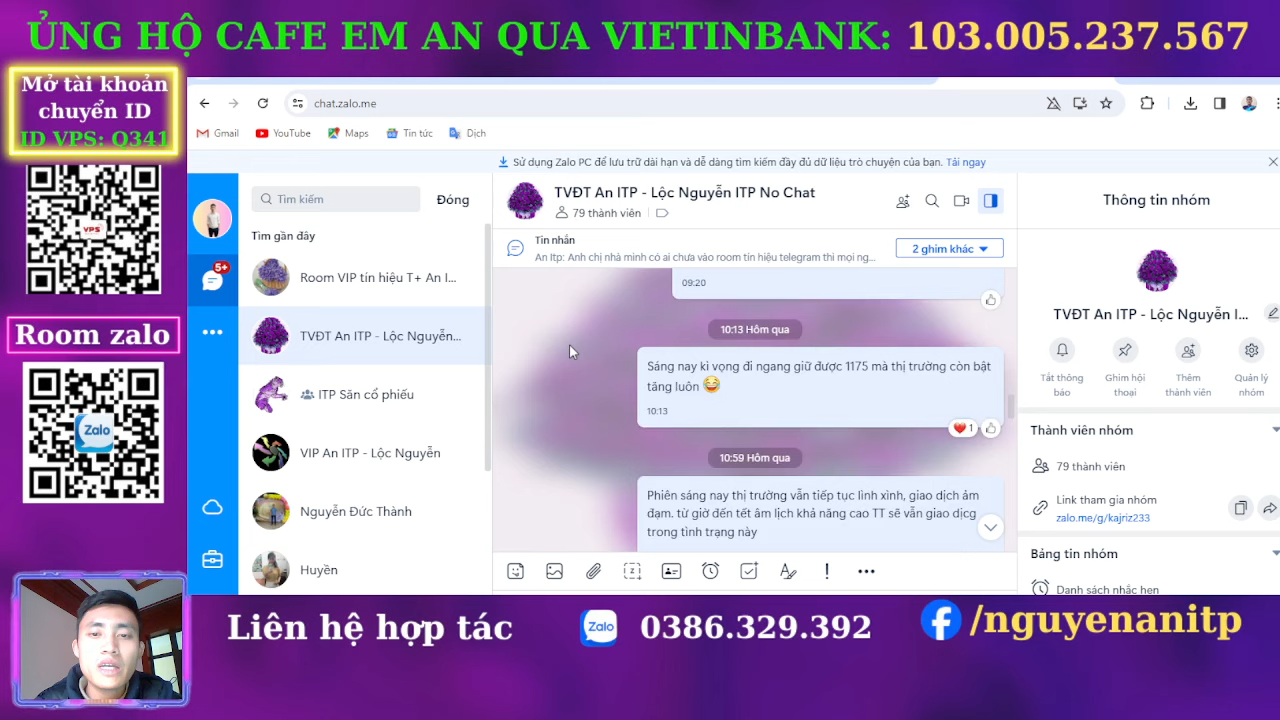 ỦNG HỘ CAFE EM AN QUA VIETINBANK: 103.005.237.567
Mở tài khoản
chuyển ID
ID VPS: Q341
VPS
Room zalo
Zalo
chat.zalo.me
Gmail
YouTube
Maps
Tin tức
Dịch
Sử dụng Zalo PC để lưu trữ dài hạn và dễ dàng tìm kiếm đầy đủ dữ liệu trò chuyện của bạn. Tải ngay
5+
Tìm kiếm
Đóng
Tìm gần đây
Room VIP tín hiệu T+ An I...
TVĐT An ITP - Lộc Nguyễn...
ITP Săn cổ phiếu
VIP An ITP - Lộc Nguyễn
Nguyễn Đức Thành
Huyền
TVĐT An ITP - Lộc Nguyễn ITP No Chat
79 thành viên
Tin nhắn
An Itp: Anh chị nhà mình có ai chưa vào room tín hiệu telegram thì mọi ng...
2 ghim khác
09:20
10:13 Hôm qua
Sáng nay kì vọng đi ngang giữ được 1175 mà thị trường còn bật
tăng luôn 😂
10:13
1
10:59 Hôm qua
Phiên sáng nay thị trường vẫn tiếp tục lình xình, giao dịch ảm
đạm. từ giờ đến tết âm lịch khả năng cao TT sẽ vẫn giao dịcg
trong tình trạng này
Thông tin nhóm
TVĐT An ITP - Lộc Nguyễn I...
Tắt thông
báo
Ghim hội
thoại
Thêm
thành viên
Quản lý
nhóm
Thành viên nhóm
79 thành viên
Link tham gia nhóm
zalo.me/g/kajriz233
Bảng tin nhóm
Danh sách nhắc hẹn
Liên hệ hợp tác
Zalo
0386.329.392
/nguyenanitp